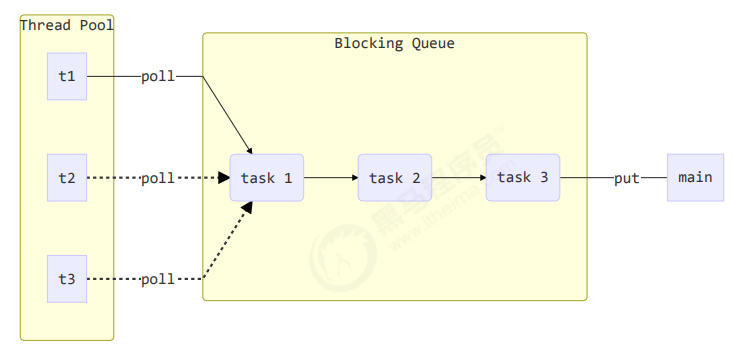 Thread Pool
Blocking Queue
t1
poll
t2
poll
task 1
task 2
task 3
put
main
t3
poll
黑马程序员
www.itheima.com